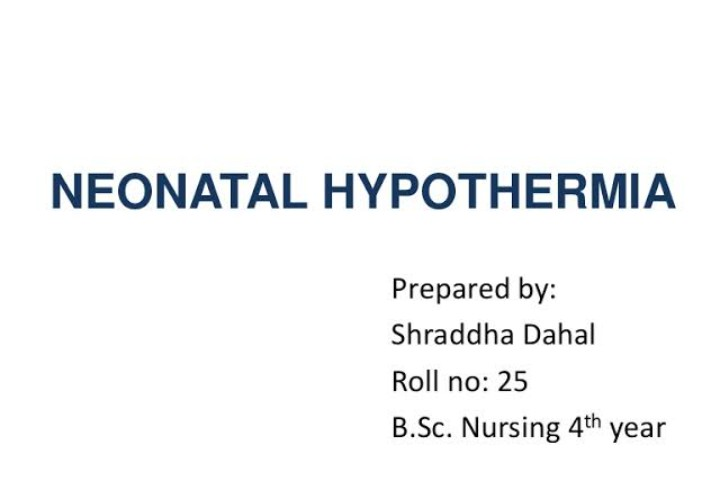 NEONATAL HYPOTHERMIA
Prepared by:
Shraddha Dahal
Roll no: 25
B.Sc. Nursing 4th year